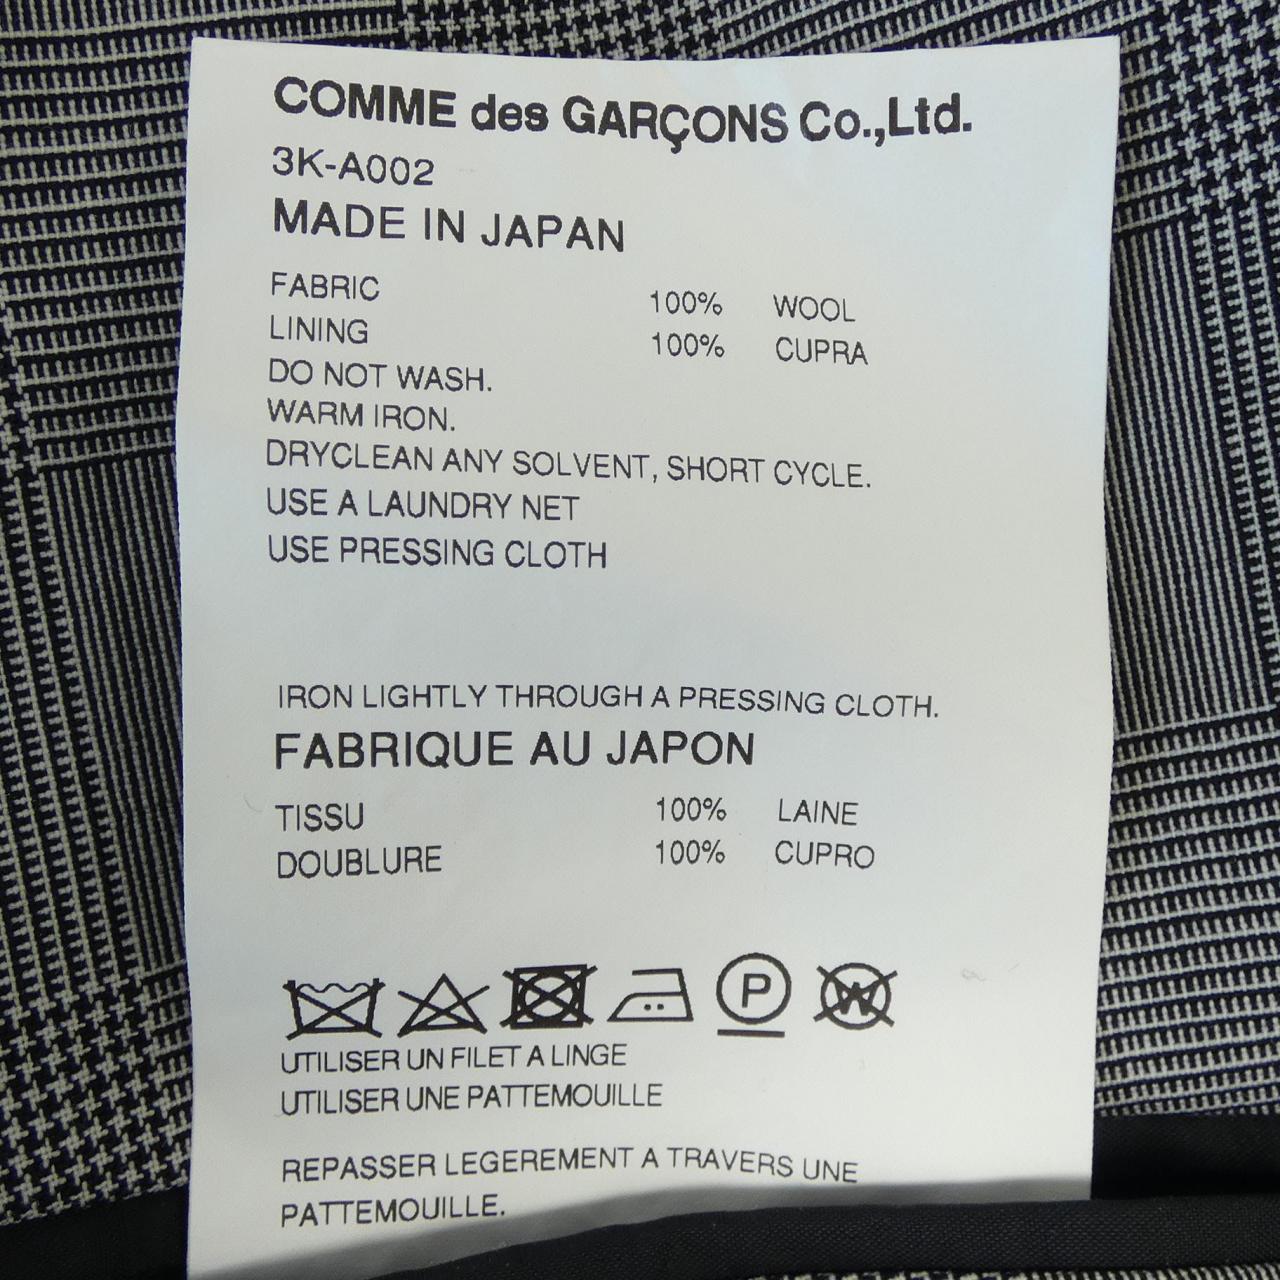 COMME des GARÇONS Co.,Ltd.
3K-A002
MADE IN JAPAN
FABRIC 100% WOOL
LINING 100% CUPRA
DO NOT WASH.
WARM IRON.
DRYCLEAN ANY SOLVENT, SHORT CYCLE.
USE A LAUNDRY NET
USE PRESSING CLOTH
IRON LIGHTLY THROUGH A PRESSING CLOTH.
FABRIQUE AU JAPON
TISSU 100% LAINE
DOUBLURE 100% CUPRO
P W
UTILISER UN FILET A LINGE
UTILISER UNE PATTEMOUILLE
REPASSER LEGEREMENT A TRAVERS UNE
PATTEMOUILLE.